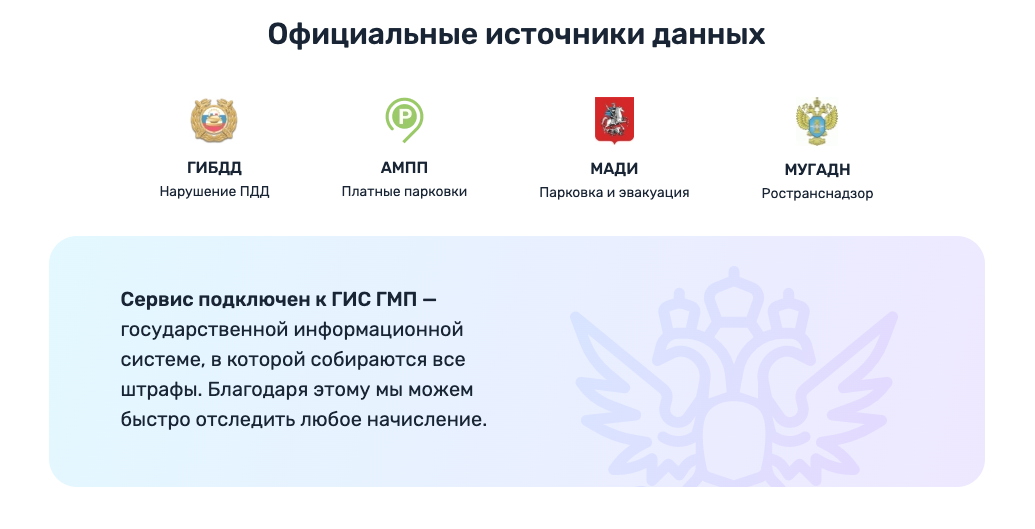 Официальные источники данных
P
ГИБДД
АМПП
МАДИ
МУГАДН
Нарушение ПДД
Платные парковки
Парковка и эвакуация
Ространснадзор
Сервис подключен к ГИС ГМП —
государственной информационной
системе, в которой собираются все
штрафы. Благодаря этому мы можем
быстро отследить любое начисление.